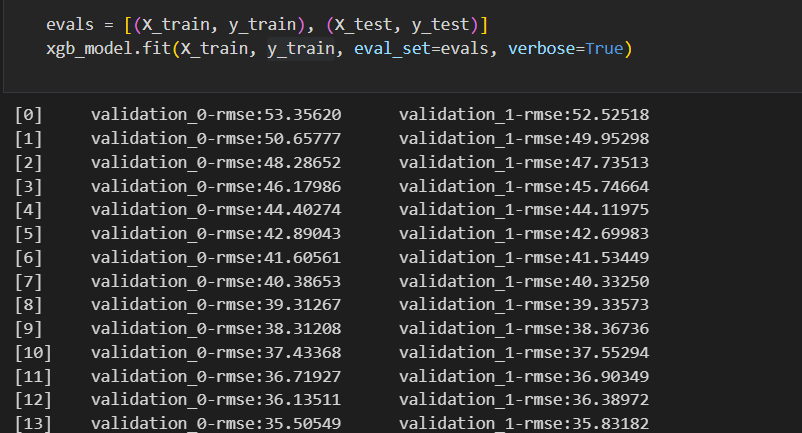 evals = [(X_train, y_train), (X_test, y_test)]
xgb_model.fit(X_train, y_train, eval_set=evals, verbose=True)
[0] validation_0-rmse:53.35620 validation_1-rmse:52.52518
[1] validation_0-rmse:50.65777 validation_1-rmse:49.95298
[2] validation_0-rmse:48.28652 validation_1-rmse:47.73513
[3] validation_0-rmse:46.17986 validation_1-rmse:45.74664
[4] validation_0-rmse:44.40274 validation_1-rmse:44.11975
[5] validation_0-rmse:42.89043 validation_1-rmse:42.69983
[6] validation_0-rmse:41.60561 validation_1-rmse:41.53449
[7] validation_0-rmse:40.38653 validation_1-rmse:40.33250
[8] validation_0-rmse:39.31267 validation_1-rmse:39.33573
[9] validation_0-rmse:38.31208 validation_1-rmse:38.36736
[10] validation_0-rmse:37.43368 validation_1-rmse:37.55294
[11] validation_0-rmse:36.71927 validation_1-rmse:36.90349
[12] validation_0-rmse:36.13511 validation_1-rmse:36.38972
[13] validation_0-rmse:35.50549 validation_1-rmse:35.83182